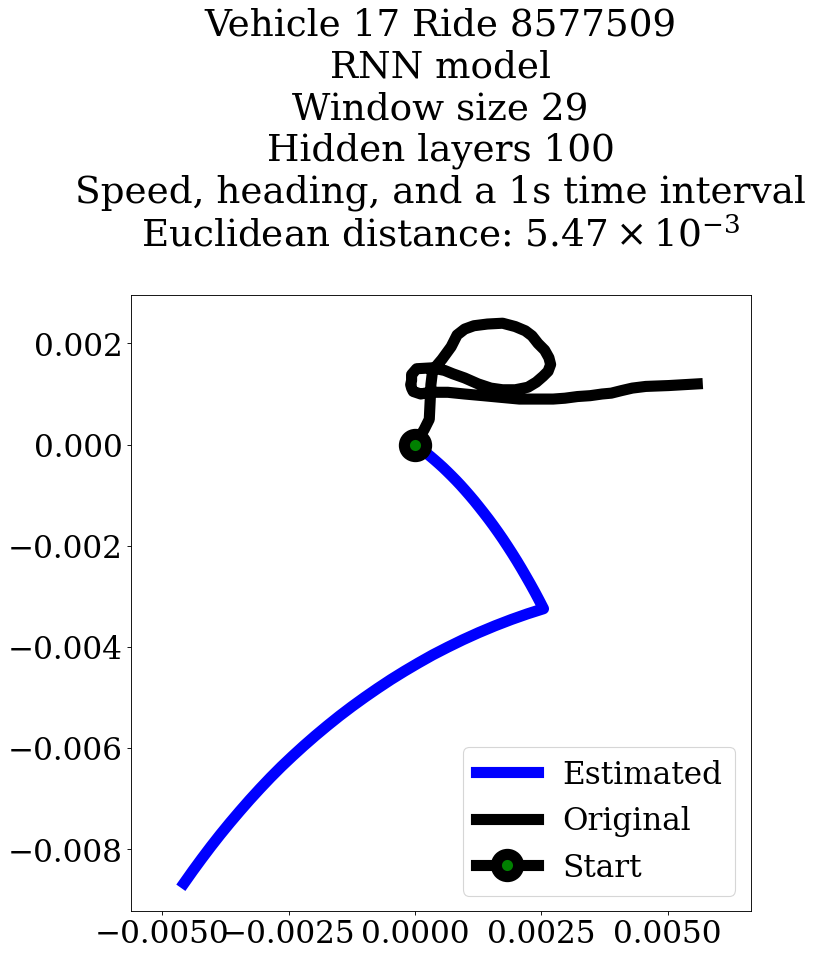 Vehicle 17 Ride 8577509
RNN model
Window size 29
Hidden layers 100
Speed, heading, and a 1s time interval
Euclidean distance: 5.47 × 10⁻³
0.002
0.000
−0.002
−0.004
−0.006
−0.008
Estimated
Original
Start
−0.0050 −0.0025 0.0000 0.0025 0.0050